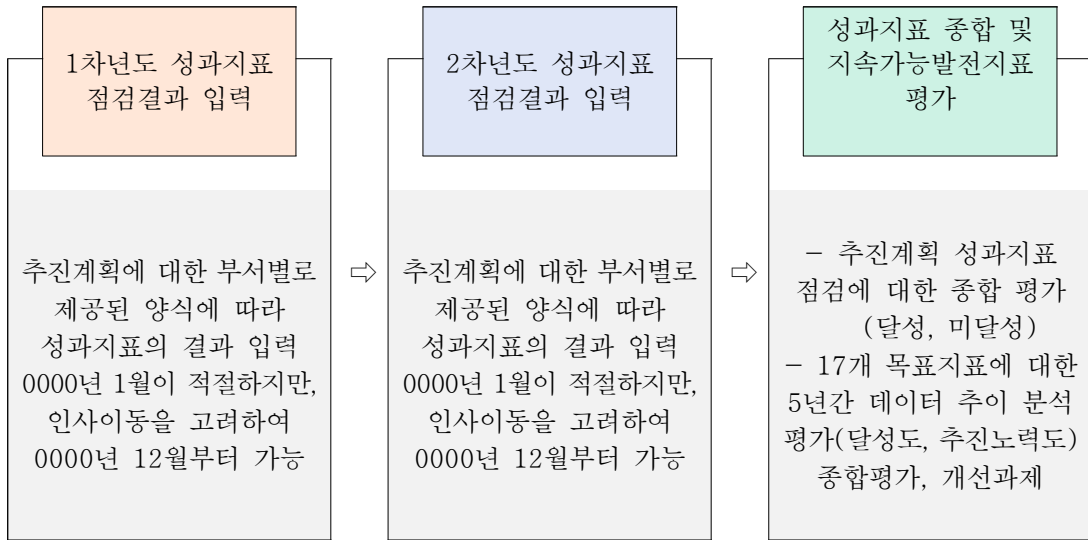 1차년도 성과지표
점검결과 입력
추진계획에 대한 부서별로
제공된 양식에 따라
성과지표의 결과 입력
0000년 1월이 적절하지만,
인사이동을 고려하여
0000년 12월부터 가능
⇨
2차년도 성과지표
점검결과 입력
추진계획에 대한 부서별로
제공된 양식에 따라
성과지표의 결과 입력
0000년 1월이 적절하지만,
인사이동을 고려하여
0000년 12월부터 가능
⇨
성과지표 종합 및
지속가능발전지표
평가
- 추진계획 성과지표
점검에 대한 종합 평가
(달성, 미달성)
- 17개 목표지표에 대한
5년간 데이터 추이 분석
평가(달성도, 추진노력도)
종합평가, 개선과제